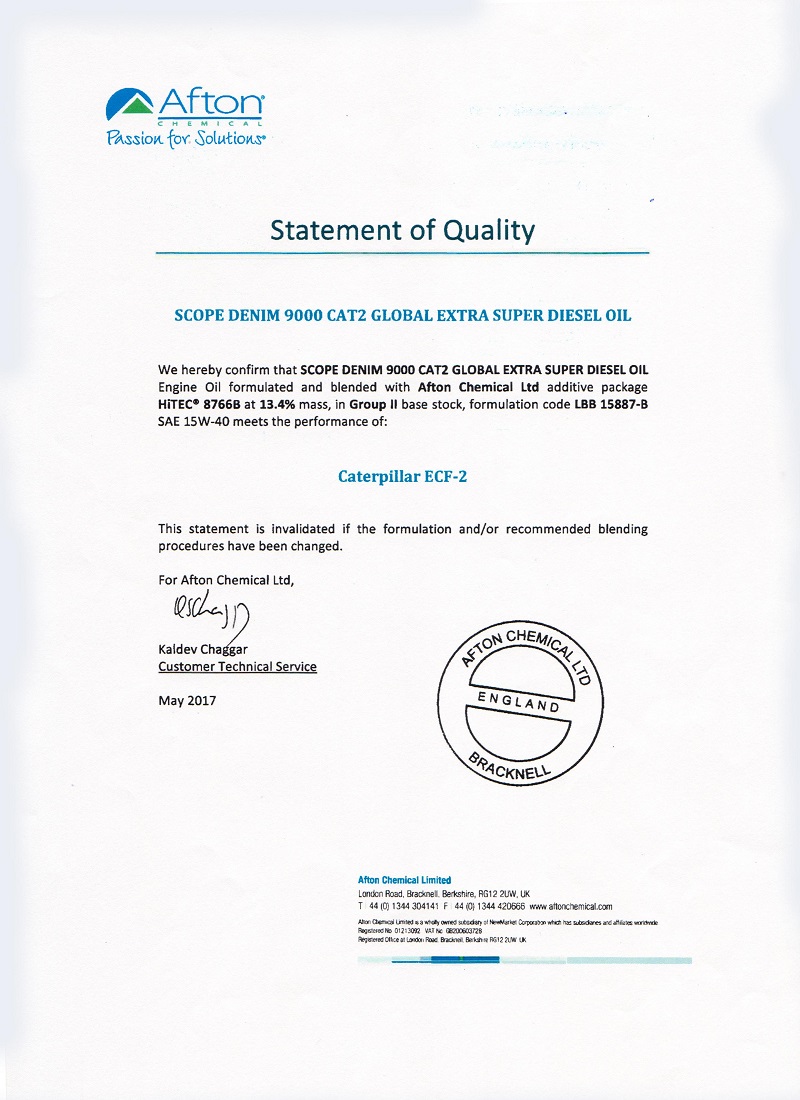 Afton®
CHEMICAL
Passion for Solutions®
Statement of Quality
SCOPE DENIM 9000 CAT2 GLOBAL EXTRA SUPER DIESEL OIL
We hereby confirm that SCOPE DENIM 9000 CAT2 GLOBAL EXTRA SUPER DIESEL OIL
Engine Oil formulated and blended with Afton Chemical Ltd additive package
HiTEC® 8766B at 13.4% mass, in Group II base stock, formulation code LBB 15887-B
SAE 15W-40 meets the performance of:
Caterpillar ECF-2
This statement is invalidated if the formulation and/or recommended blending
procedures have been changed.
For Afton Chemical Ltd,
Kaldev Chaggar
Customer Technical Service
May 2017
AFTON CHEMICAL LTD
ENGLAND
BRACKNELL
Afton Chemical Limited
London Road, Bracknell, Berkshire, RG12 2UW, UK
T 44 (0) 1344 304141 F 44 (0) 1344 420666 www.aftonchemical.com
Afton Chemical Limited is a wholly owned subsidiary of NewMarket Corporation which has subsidiaries and affiliates worldwide
Registered No 01213092 VAT No GB200603728
Registered Office at London Road, Bracknell, Berkshire RG12 2UW UK